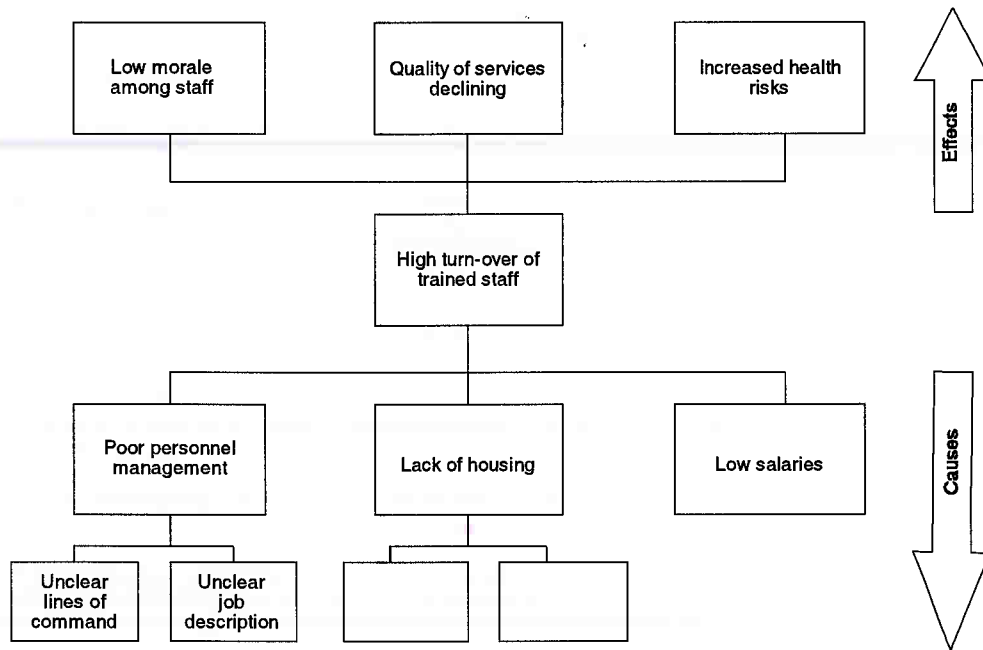 Low morale
among staff
Quality of services
declining
Increased health
risks
Effects
High turn-over of
trained staff
Poor personnel
management
Lack of housing
Low salaries
Causes
Unclear
lines of
command
Unclear
job
description